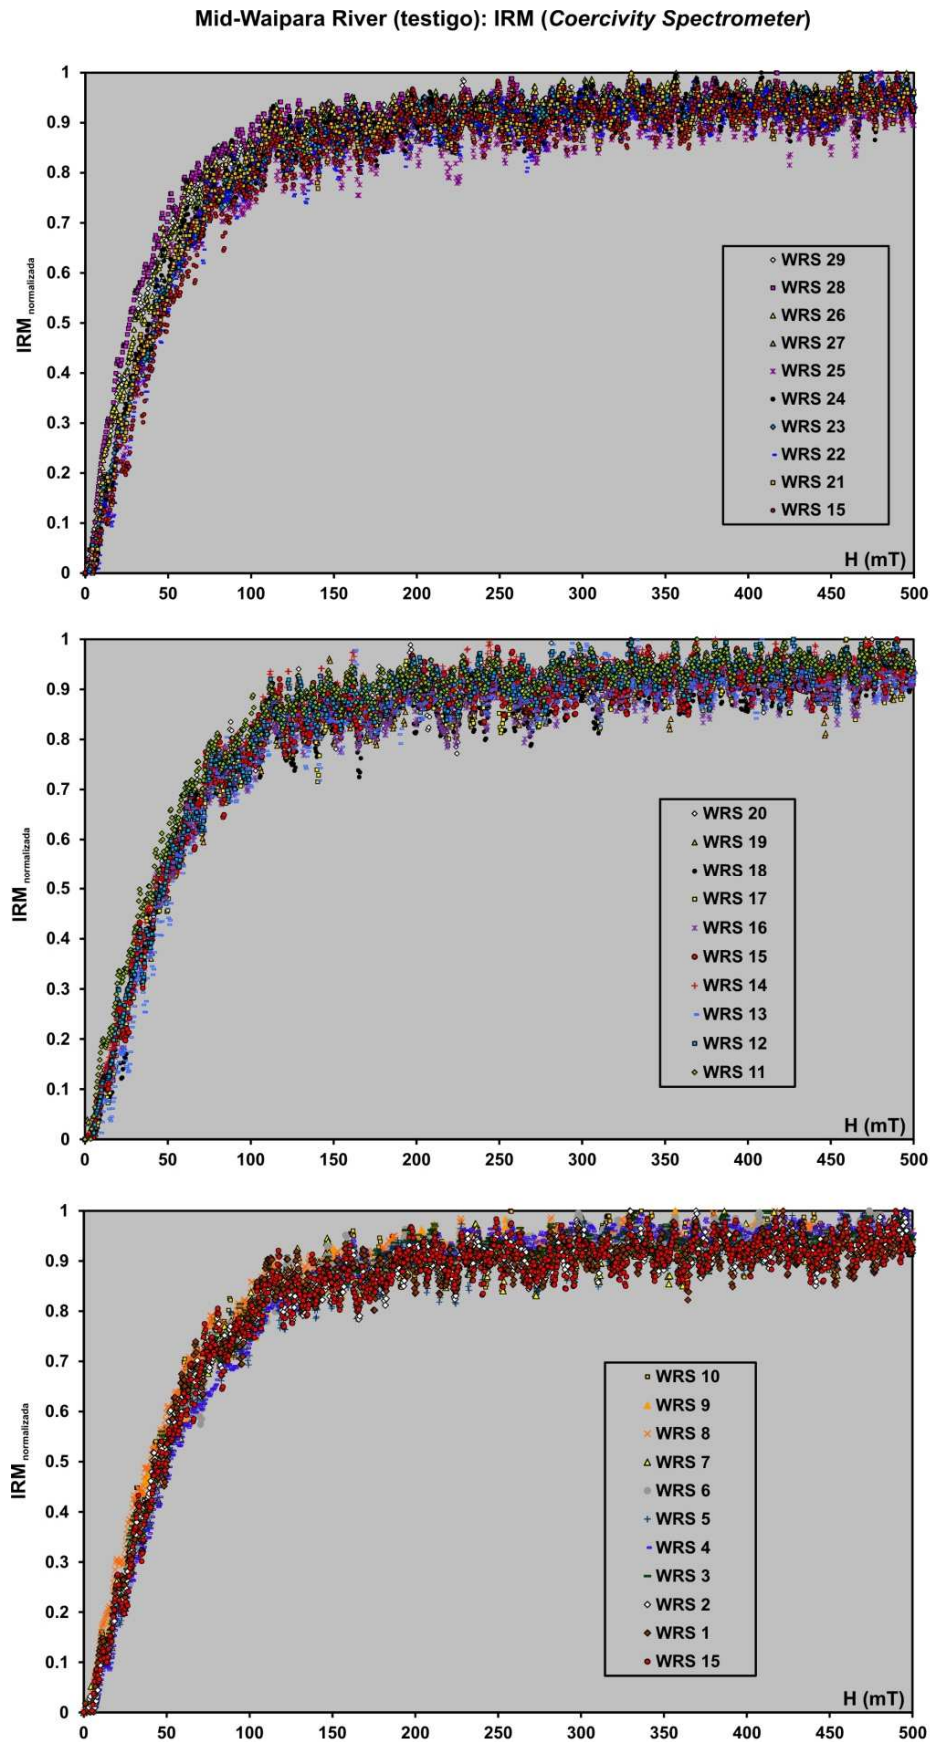 Mid-Waipara River (testigo): IRM (Coercivity Spectrometer)
1
0.9
0.8
0.7
0.6
0.5
0.4
0.3
0.2
0.1
0
IRM normalizada
WRS 29
WRS 28
WRS 26
WRS 27
WRS 25
WRS 24
WRS 23
WRS 22
WRS 21
WRS 15
H (mT)
0 50 100 150 200 250 300 350 400 450 500
1
0.9
0.8
0.7
0.6
0.5
0.4
0.3
0.2
0.1
0
IRM normalizada
WRS 20
WRS 19
WRS 18
WRS 17
WRS 16
WRS 15
WRS 14
WRS 13
WRS 12
WRS 11
H (mT)
0 50 100 150 200 250 300 350 400 450 500
1
0.9
0.8
0.7
0.6
0.5
0.4
0.3
0.2
0.1
0
IRM normalizada
WRS 10
WRS 9
WRS 8
WRS 7
WRS 6
WRS 5
WRS 4
WRS 3
WRS 2
WRS 1
WRS 15
H (mT)
0 50 100 150 200 250 300 350 400 450 500